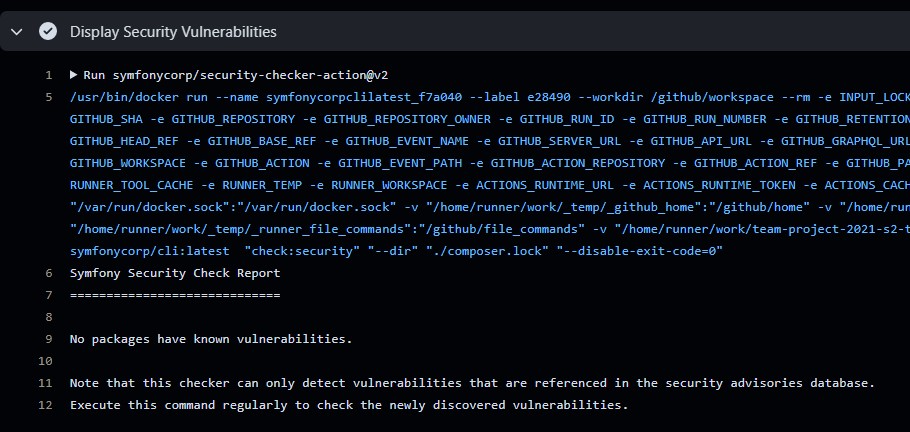 Display Security Vulnerabilities
1 Run symfonycorp/security-checker-action@v2
5 /usr/bin/docker run --name symfonycorpclilatest_f7a040 --label e28490 --workdir /github/workspace --rm -e INPUT_LOCK
GITHUB_SHA -e GITHUB_REPOSITORY -e GITHUB_REPOSITORY_OWNER -e GITHUB_RUN_ID -e GITHUB_RUN_NUMBER -e GITHUB_RETENTION
GITHUB_HEAD_REF -e GITHUB_BASE_REF -e GITHUB_EVENT_NAME -e GITHUB_SERVER_URL -e GITHUB_API_URL -e GITHUB_GRAPHQL_URL
GITHUB_WORKSPACE -e GITHUB_ACTION -e GITHUB_EVENT_PATH -e GITHUB_ACTION_REPOSITORY -e GITHUB_ACTION_REF -e GITHUB_PA
RUNNER_TOOL_CACHE -e RUNNER_TEMP -e RUNNER_WORKSPACE -e ACTIONS_RUNTIME_URL -e ACTIONS_RUNTIME_TOKEN -e ACTIONS_CACH
"/var/run/docker.sock":"/var/run/docker.sock" -v "/home/runner/work/_temp/_github_home":"/github/home" -v "/home/run
"/home/runner/work/_temp/_runner_file_commands":"/github/file_commands" -v "/home/runner/work/team-project-2021-s2-t
symfonycorp/cli:latest  "check:security" "--dir" "./composer.lock" "--disable-exit-code=0"
6 Symfony Security Check Report
7 =============================
8
9 No packages have known vulnerabilities.
10
11 Note that this checker can only detect vulnerabilities that are referenced in the security advisories database.
12 Execute this command regularly to check the newly discovered vulnerabilities.